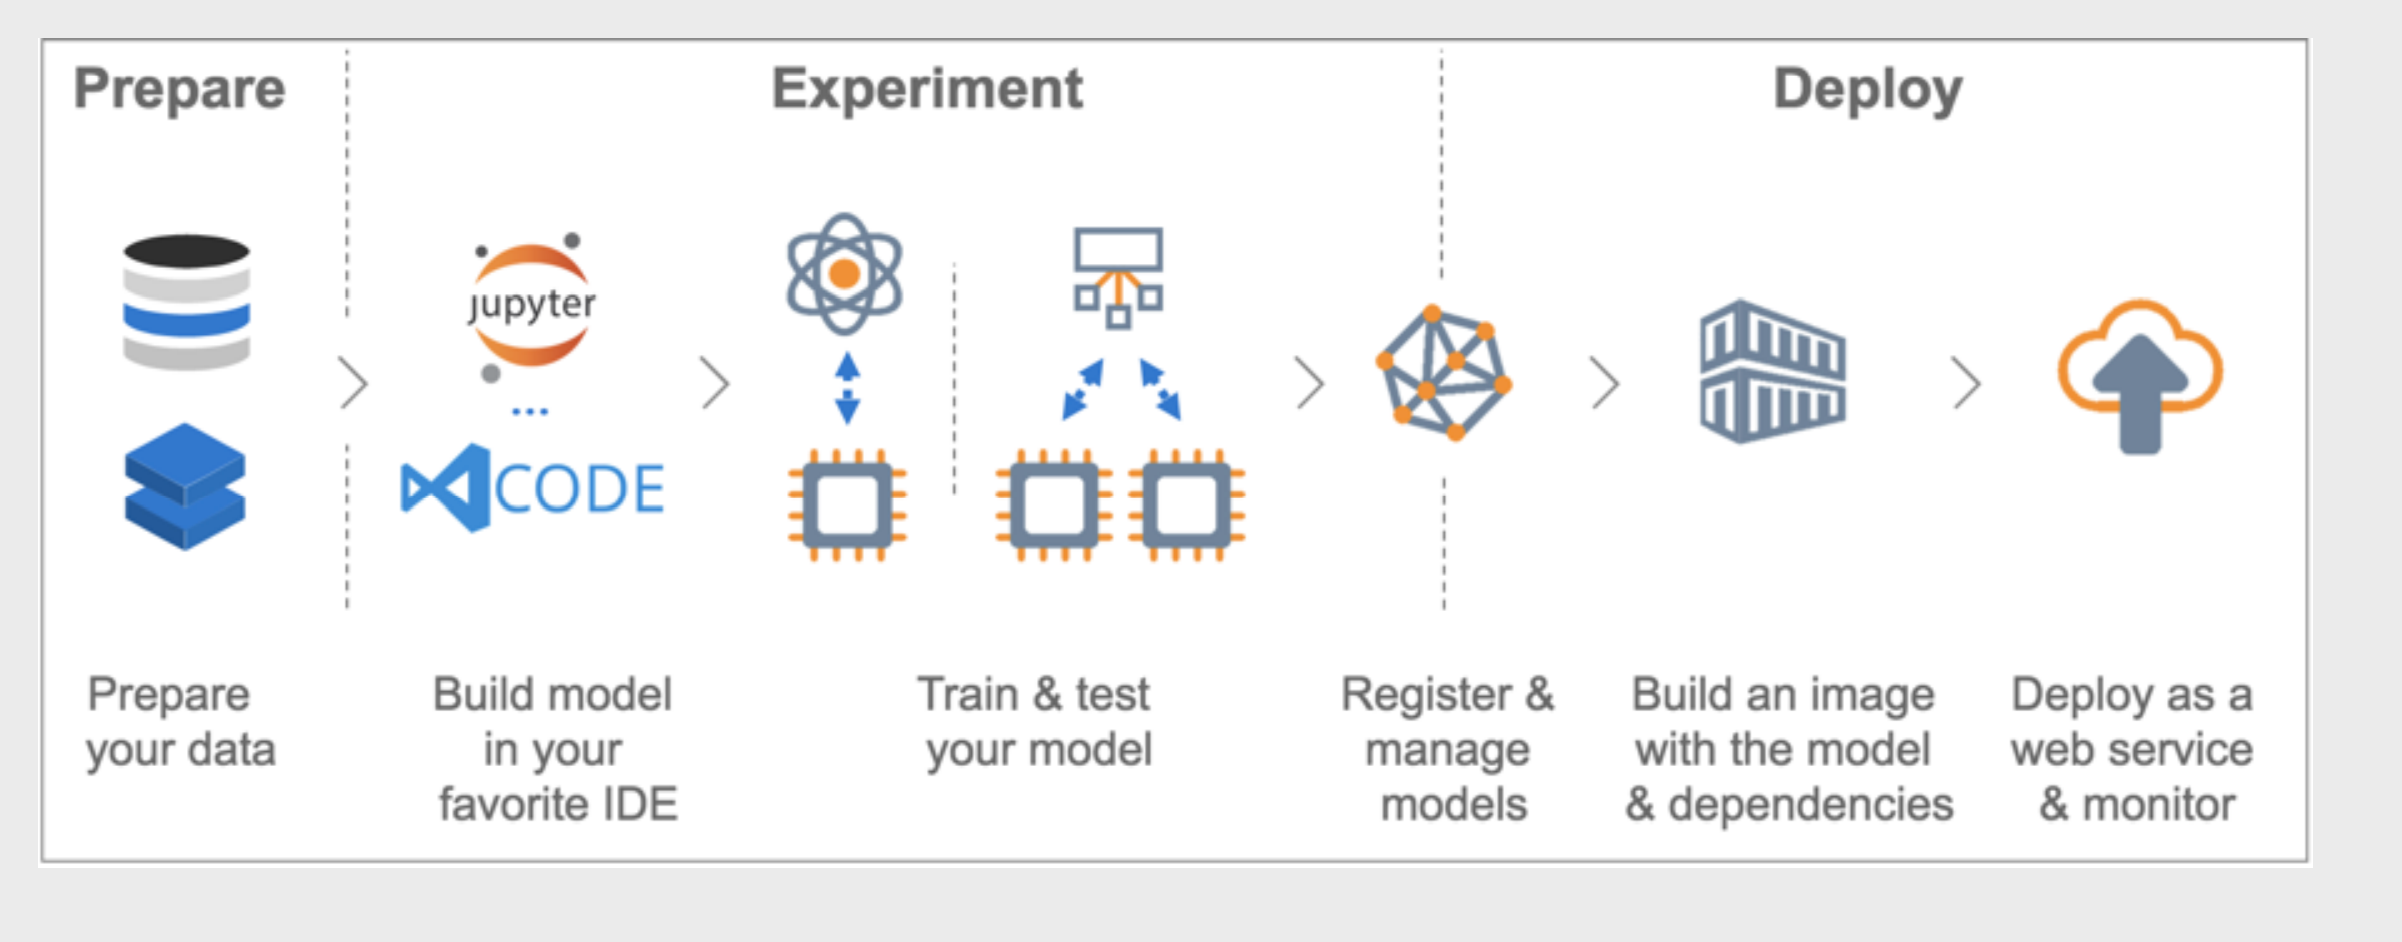 Prepare
Experiment
Deploy
jupyter
...
CODE
Prepare
your data
Build model
in your
favorite IDE
Train & test
your model
Register &
manage
models
Build an image
with the model
& dependencies
Deploy as a
web service
& monitor